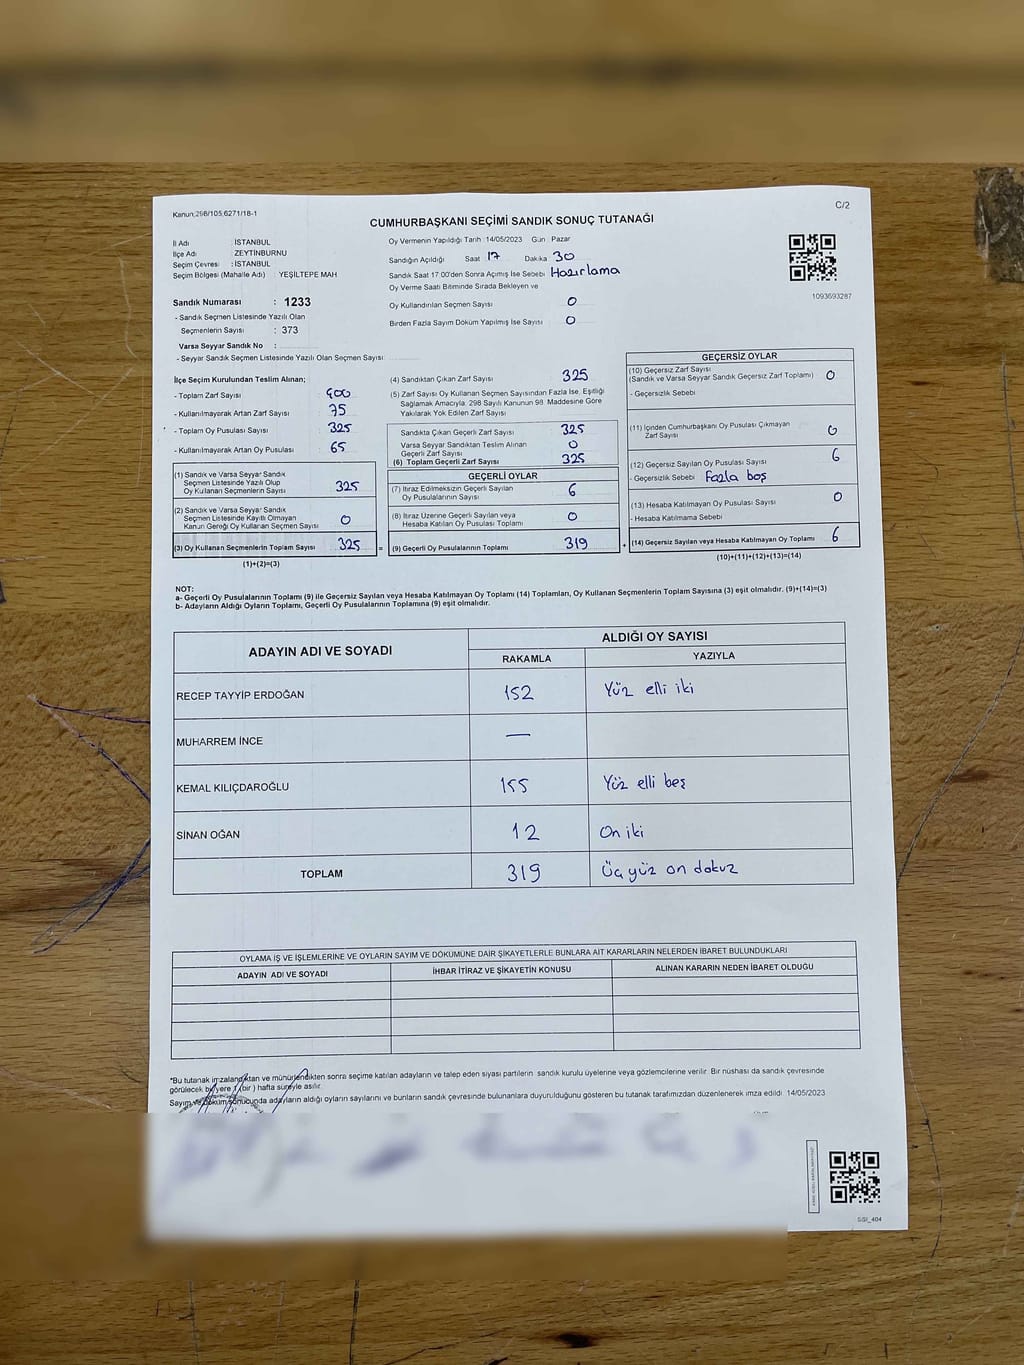 Kanun;298/105,6271/18-1
C/2
CUMHURBAŞKANI SEÇİMİ SANDIK SONUÇ TUTANAĞI
İl Adı : İSTANBUL
İlçe Adı : ZEYTİNBURNU
Seçim Çevresi : İSTANBUL
Seçim Bölgesi (Mahalle Adı) : YEŞİLTEPE MAH
Sandık Numarası : 1233
- Sandık Seçmen Listesinde Yazılı Olan
Seçmenlerin Sayısı : 373
Varsa Seyyar Sandık No :
- Seyyar Sandık Seçmen Listesinde Yazılı Olan Seçmen Sayısı:
Oy Vermenin Yapıldığı Tarih 14/05/2023 Gün Pazar
Sandığın Açıldığı Saat 17 Dakika 30
Sandık Saat 17:00'den Sonra Açılmış İse Sebebi Hazırlama
Oy Verme Saati Bitiminde Sırada Bekleyen ve
Oy Kullandırılan Seçmen Sayısı 0
Birden Fazla Sayım Döküm Yapılmış İse Sayısı 0
1093693287
İlçe Seçim Kurulundan Teslim Alınan;
- Toplam Zarf Sayısı 400
- Kullanılmayarak Artan Zarf Sayısı 75
- Toplam Oy Pusulası Sayısı 325
- Kullanılmayarak Artan Oy Pusulası 65
(1) Sandık ve Varsa Seyyar Sandık
Seçmen Listesinde Yazılı Olup
Oy Kullanan Seçmenlerin Sayısı 325
(2) Sandık ve Varsa Seyyar Sandık
Seçmen Listesinde Kayıtlı Olmayan
Kanun Gereği Oy Kullanan Seçmen Sayısı 0
(3) Oy Kullanan Seçmenlerin Toplam Sayısı 325 =
(1)+(2)=(3)
(4) Sandıktan Çıkan Zarf Sayısı 325
(5) Zarf Sayısı Oy Kullanan Seçmen Sayısından Fazla İse, Eşitliği
Sağlamak Amacıyla, 298 Sayılı Kanunun 98. Maddesine Göre
Yakılarak Yok Edilen Zarf Sayısı
Sandıkta Çıkan Geçerli Zarf Sayısı 325
Varsa Seyyar Sandıktan Teslim Alınan
Geçerli Zarf Sayısı 0
(6) Toplam Geçerli Zarf Sayısı 325
GEÇERLİ OYLAR
(7) İtiraz Edilmeksizin Geçerli Sayılan
Oy Pusulalarının Sayısı 6
(8) İtiraz Üzerine Geçerli Sayılan veya
Hesaba Katılan Oy Pusulası Toplamı 0
(9) Geçerli Oy Pusulalarının Toplamı 319 +
GEÇERSİZ OYLAR
(10) Geçersiz Zarf Sayısı
(Sandık ve Varsa Seyyar Sandık Geçersiz Zarf Toplamı) 0
- Geçersizlik Sebebi
(11) İçinden Cumhurbaşkanı Oy Pusulası Çıkmayan
Zarf Sayısı 0
(12) Geçersiz Sayılan Oy Pusulası Sayısı 6
- Geçersizlik Sebebi Fazla boş
(13) Hesaba Katılmayan Oy Pusulası Sayısı 0
- Hesaba Katılmama Sebebi
(14) Geçersiz Sayılan veya Hesaba Katılmayan Oy Toplamı 6
(10)+(11)+(12)+(13)=(14)
NOT:
a- Geçerli Oy Pusulalarının Toplamı (9) ile Geçersiz Sayılan veya Hesaba Katılmayan Oy Toplamı (14) Toplamları, Oy Kullanan Seçmenlerin Toplam Sayısına (3) eşit olmalıdır. (9)+(14)=(3)
b- Adayların Aldığı Oyların Toplamı, Geçerli Oy Pusulalarının Toplamına (9) eşit olmalıdır.
ADAYIN ADI VE SOYADI
ALDIĞI OY SAYISI
RAKAMLA YAZIYLA
RECEP TAYYİP ERDOĞAN 152 Yüz elli iki
MUHARREM İNCE —
KEMAL KILIÇDAROĞLU 155 Yüz elli beş
SİNAN OĞAN 12 On iki
TOPLAM 319 Üç yüz on dokuz
OYLAMA İŞ VE İŞLEMLERİNE VE OYLARIN SAYIM VE DÖKÜMÜNE DAİR ŞİKAYETLERLE BUNLARA AİT KARARLARIN NELERDEN İBARET BULUNDUKLARI
ADAYIN ADI VE SOYADI İHBAR İTİRAZ VE ŞİKAYETİN KONUSU ALINAN KARARIN NEDEN İBARET OLDUĞU
*Bu tutanak imzalandıktan ve mühürlendikten sonra seçime katılan adayların ve talep eden siyasi partilerin sandık kurulu üyelerine veya gözlemcilerine verilir. Bir nüshası da sandık çevresinde
görülecek bir yere 1 (bir ) hafta süreyle asılır.
Sayım ve döküm sonucunda adayların aldığı oyların sayılarını ve bunların sandık çevresinde bulunanlara duyurulduğunu gösteren bu tutanak tarafımızdan düzenlenerek imza edildi 14/05/2023
SSİ_404